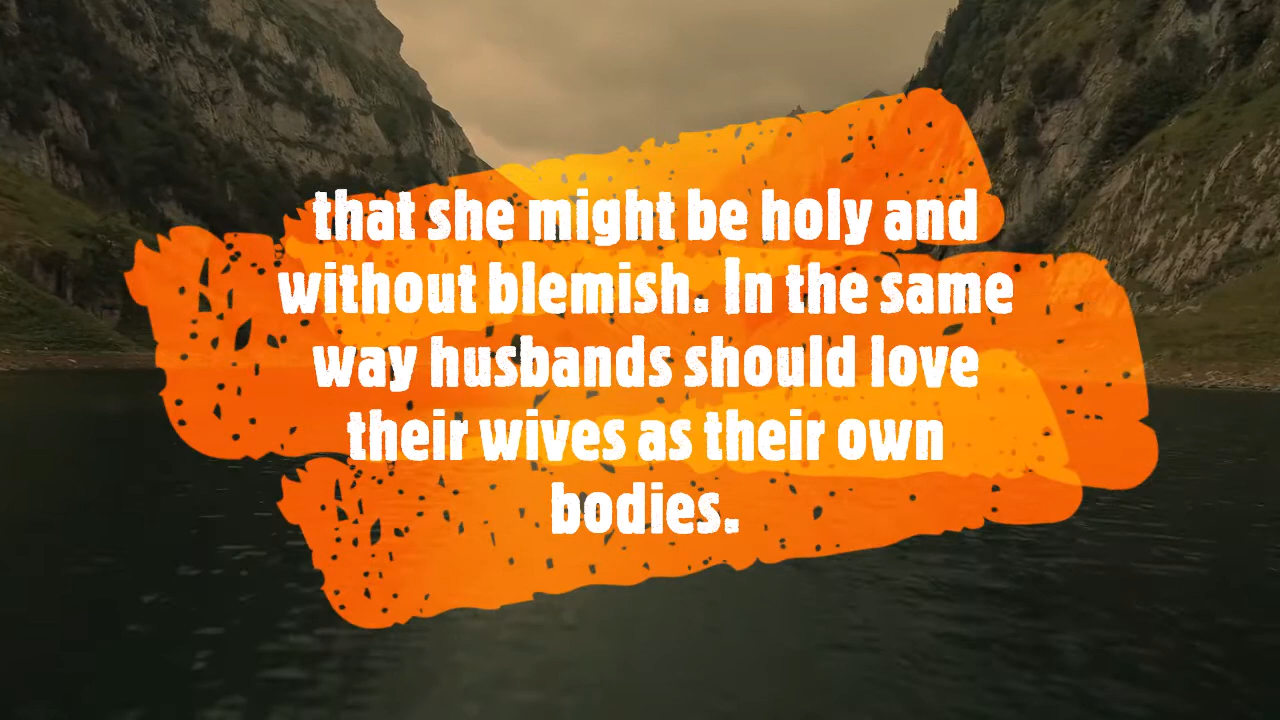 that she might be holy and
without blemish. In the same
way husbands should love
their wives as their own
bodies.